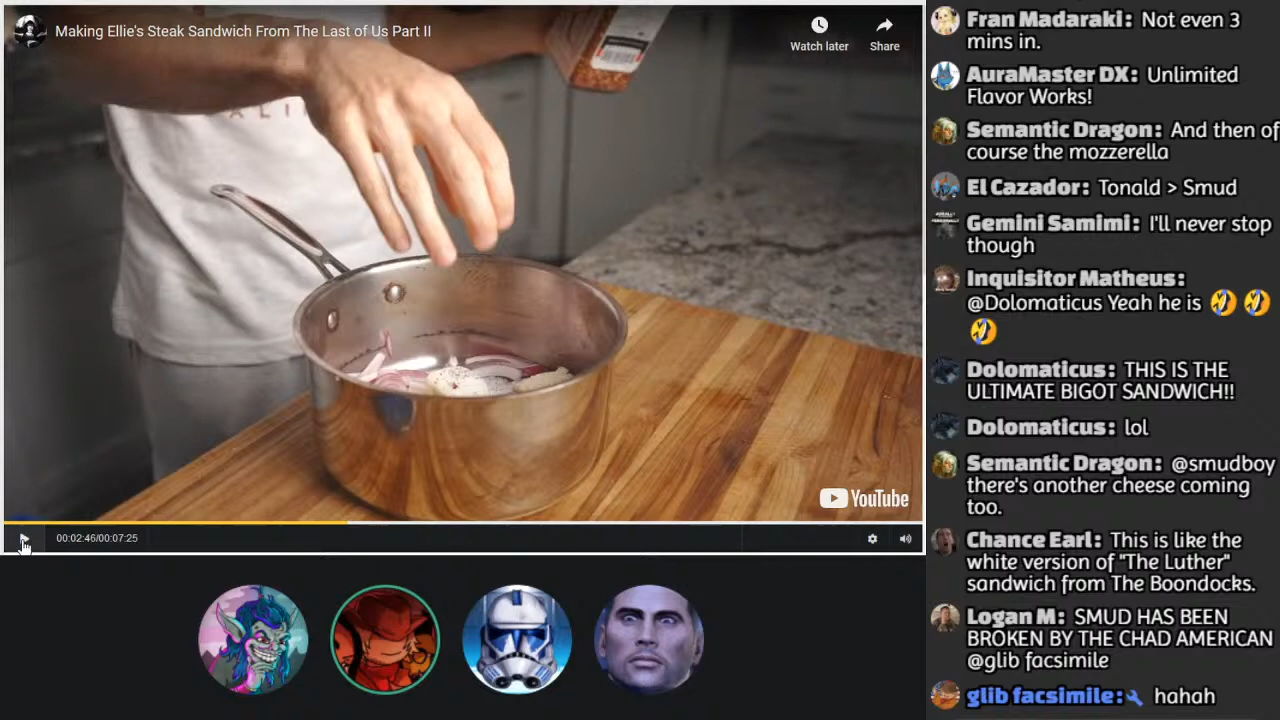 Making Ellie's Steak Sandwich From The Last of Us Part II
Watch later
Share
YouTube
00:02:46/00:07:25
Fran Madaraki: Not even 3
mins in.
AuraMaster DX: Unlimited
Flavor Works!
Semantic Dragon: And then of
course the mozzerella
El Cazador: Tonald > Smud
Gemini Samimi: I'll never stop
though
Inquisitor Matheus:
@Dolomaticus Yeah he is 🤣 🤣
🤣
Dolomaticus: THIS IS THE
ULTIMATE BIGOT SANDWICH!!
Dolomaticus: lol
Semantic Dragon: @smudboy
there's another cheese coming
too.
Chance Earl: This is like the
white version of "The Luther"
sandwich from The Boondocks.
Logan M: SMUD HAS BEEN
BROKEN BY THE CHAD AMERICAN
@glib facsimile
glib facsimile: hahah